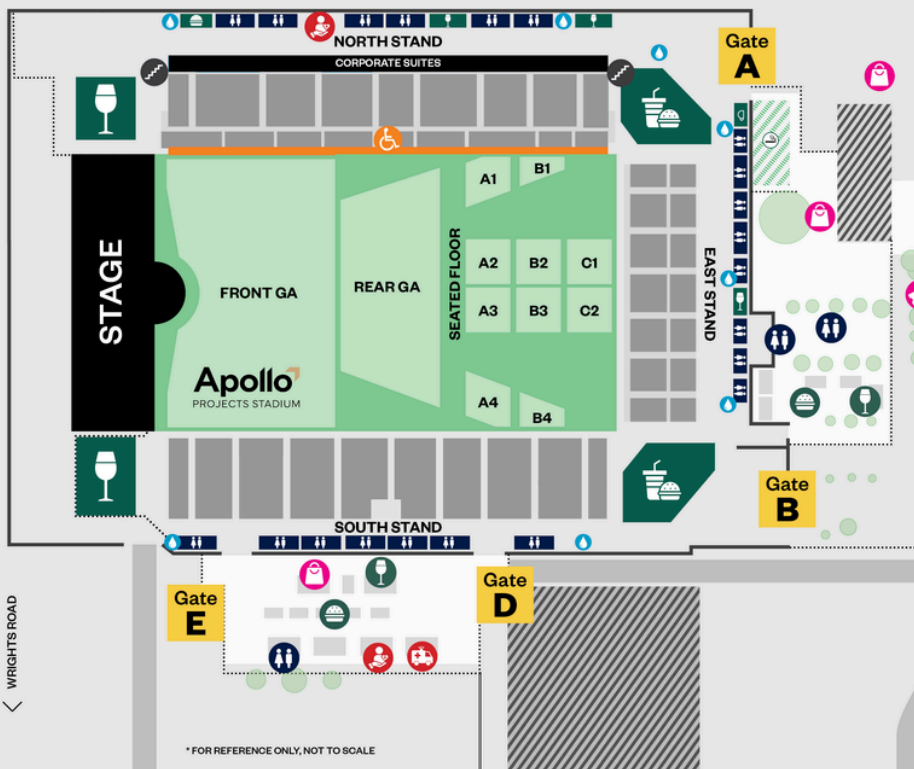 NORTH STAND
CORPORATE SUITES
Gate
A
STAGE
FRONT GA
REAR GA
SEATED FLOOR
A1
B1
A2
B2
C1
A3
B3
C2
A4
B4
EAST STAND
Apollo
PROJECTS STADIUM
Gate
B
SOUTH STAND
Gate
E
Gate
D
WRIGHTS ROAD
* FOR REFERENCE ONLY, NOT TO SCALE